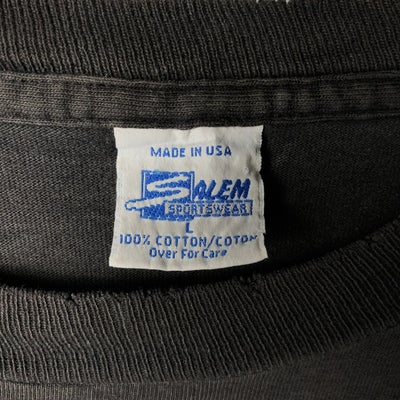 MADE IN USA
SALEM
SPORTSWEAR
L
100% COTTON/COTON
Over For Care